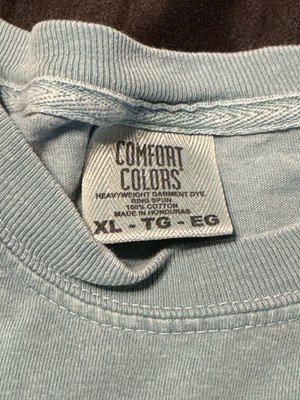 COMFORT
COLORS
HEAVYWEIGHT GARMENT DYE
RING SPUN
100% COTTON
MADE IN HONDURAS
XL - TG - EG